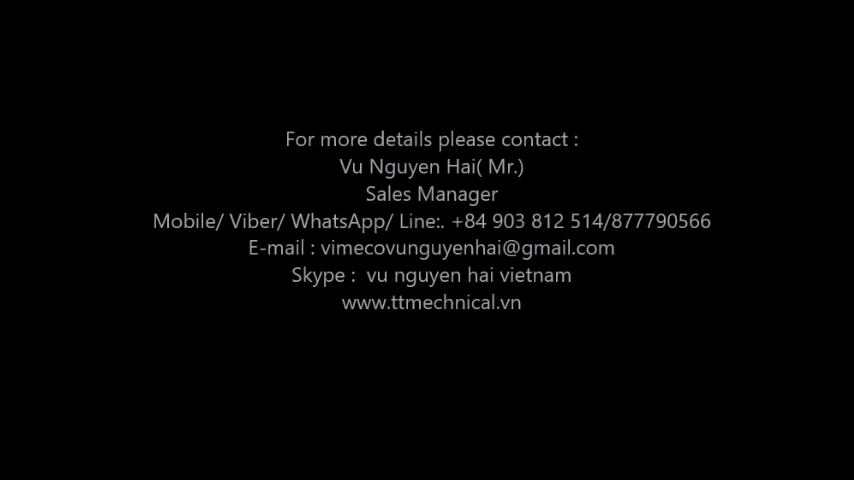 For more details please contact :
Vu Nguyen Hai( Mr.)
Sales Manager
Mobile/ Viber/ WhatsApp/ Line:. +84 903 812 514/877790566
E-mail : vimecovunguyenhai@gmail.com
Skype :  vu nguyen hai vietnam
www.ttmechnical.vn